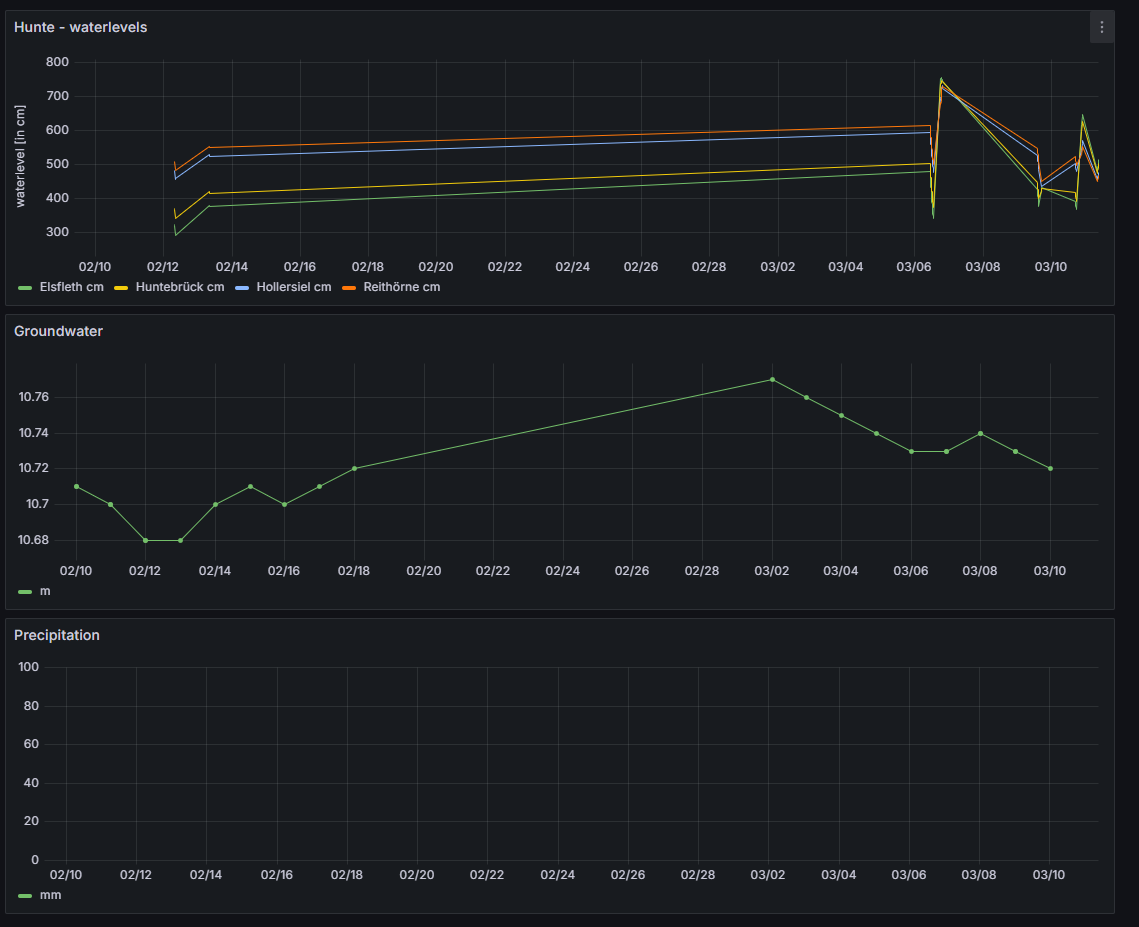 Hunte - waterlevels
waterlevel [in cm]
800
700
600
500
400
300
02/10 02/12 02/14 02/16 02/18 02/20 02/22 02/24 02/26 02/28 03/02 03/04 03/06 03/08 03/10
Elsfleth cm Huntebrück cm Hollersiel cm Reithörne cm
Groundwater
10.76
10.74
10.72
10.7
10.68
02/10 02/12 02/14 02/16 02/18 02/20 02/22 02/24 02/26 02/28 03/02 03/04 03/06 03/08 03/10
m
Precipitation
100
80
60
40
20
0
02/10 02/12 02/14 02/16 02/18 02/20 02/22 02/24 02/26 02/28 03/02 03/04 03/06 03/08 03/10
mm